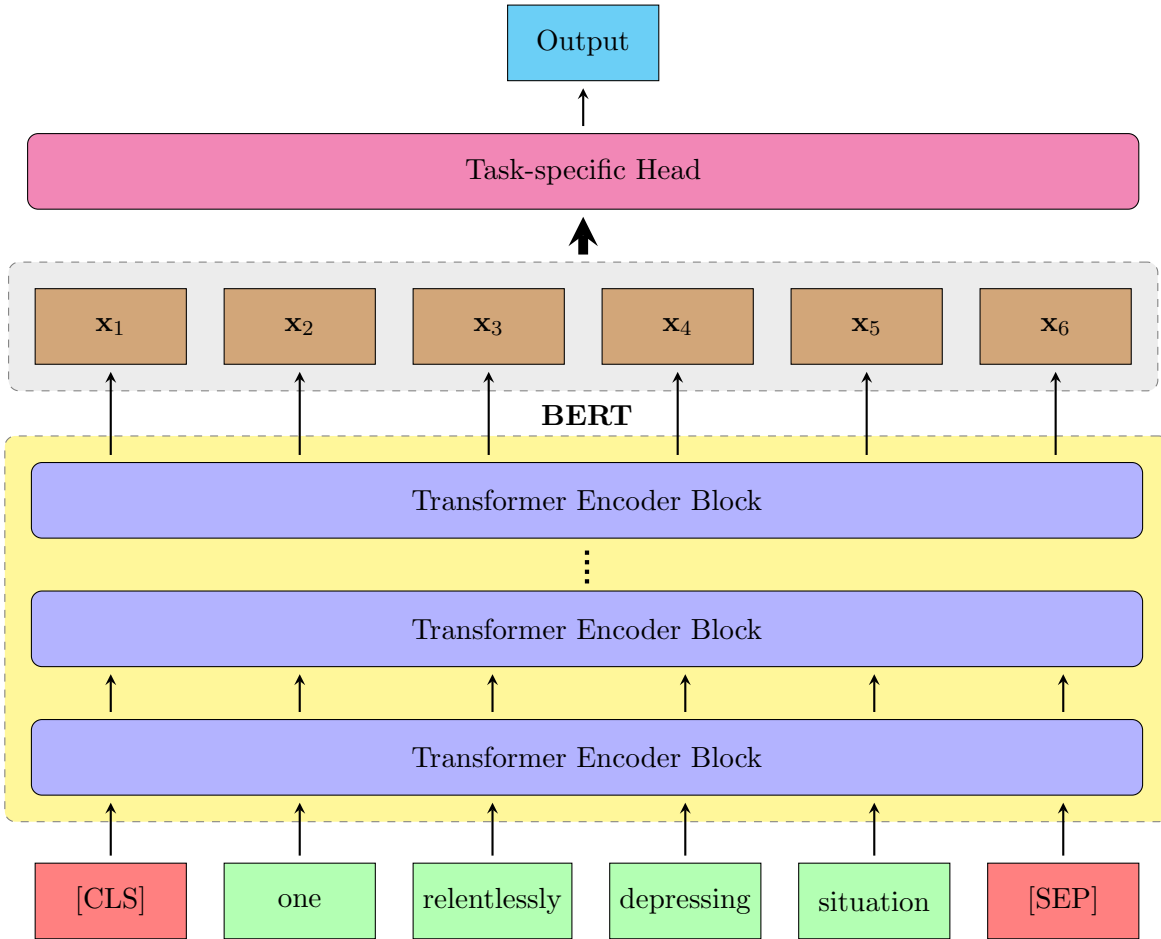 Output
Task-specific Head
x₁ x₂ x₃ x₄ x₅ x₆
BERT
Transformer Encoder Block
Transformer Encoder Block
Transformer Encoder Block
[CLS] one relentlessly depressing situation [SEP]